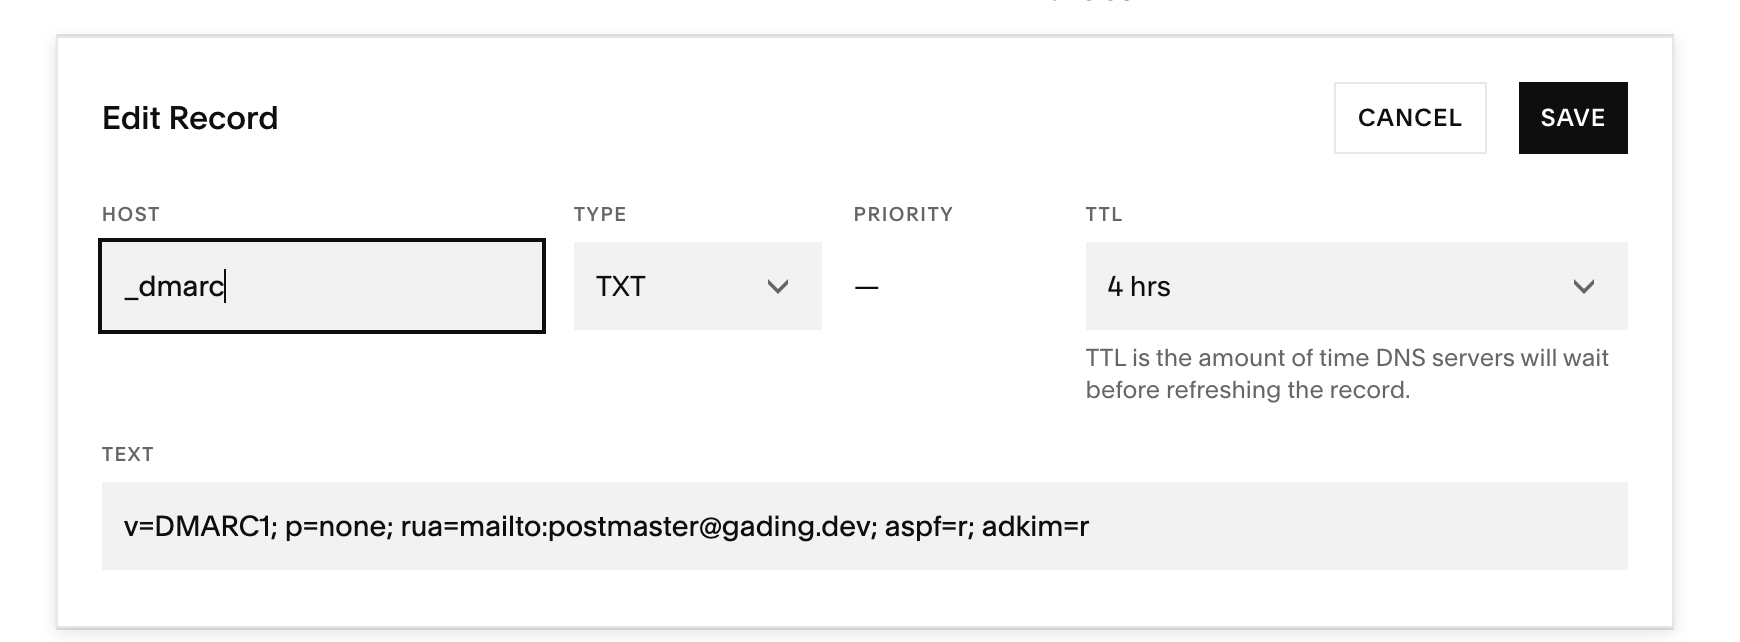 Edit Record
CANCEL
SAVE
HOST
TYPE
PRIORITY
TTL
_dmarc
TXT
—
4 hrs
TTL is the amount of time DNS servers will wait
before refreshing the record.
TEXT
v=DMARC1; p=none; rua=mailto:postmaster@gading.dev; aspf=r; adkim=r